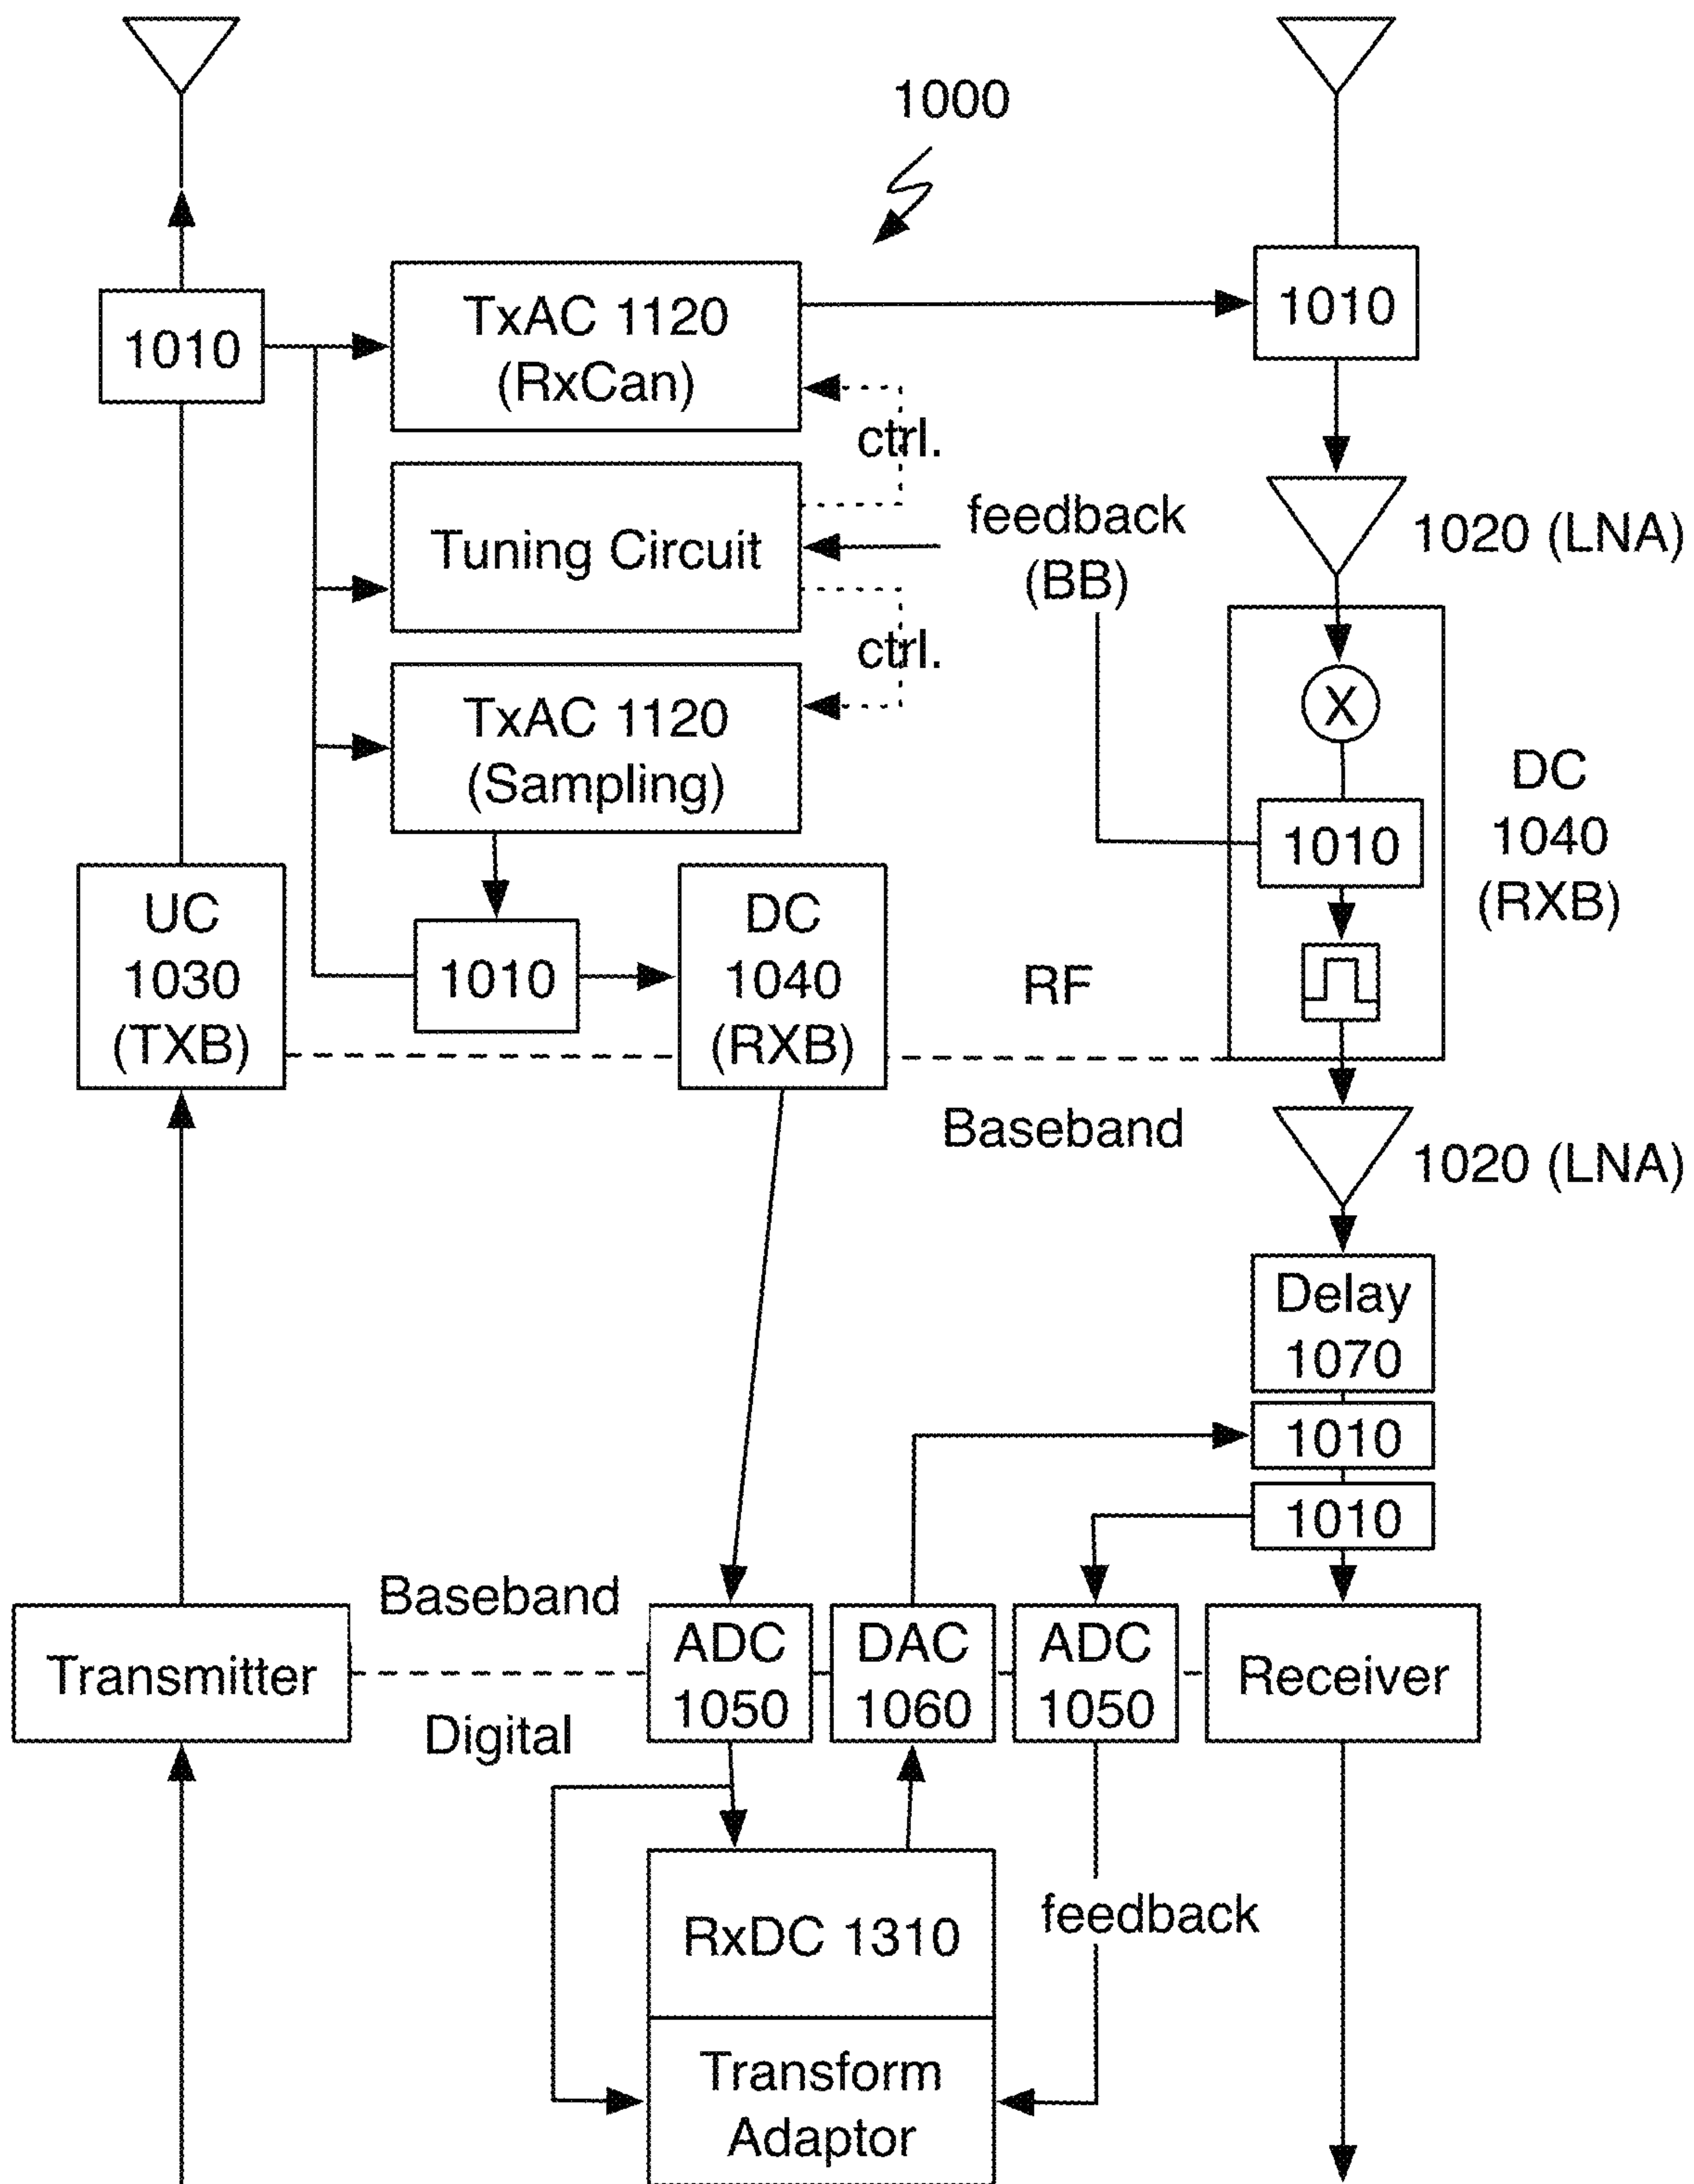 1000
1010
TxAC 1120
(RxCan)
1010
ctrl.
Tuning Circuit
feedback
(BB)
1020 (LNA)
ctrl.
TxAC 1120
(Sampling)
X
1010
DC
1040
(RXB)
UC
1030
(TXB)
1010
DC
1040
(RXB)
RF
Baseband
1020 (LNA)
Delay
1070
1010
1010
Baseband
Transmitter
ADC
1050
DAC
1060
ADC
1050
Receiver
Digital
RxDC 1310
feedback
Transform
Adaptor